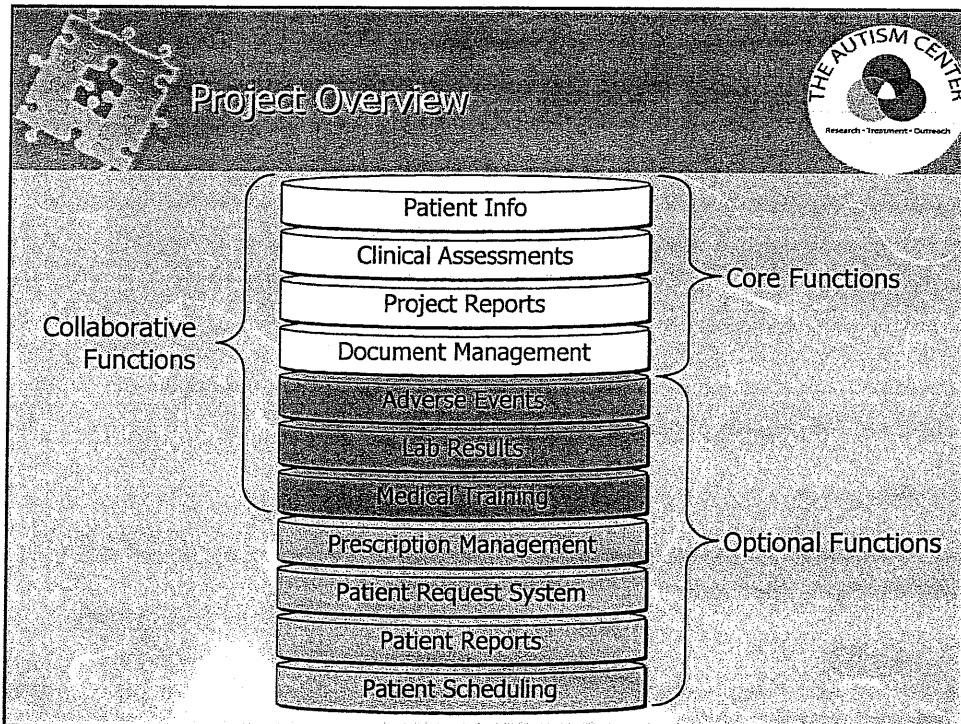 Project Overview
THE AUTISM CENTER
Research • Treatment • Outreach
Patient Info
Clinical Assessments
Project Reports
Document Management
Adverse Events
Lab Results
Medical Training
Prescription Management
Patient Request System
Patient Reports
Patient Scheduling
Collaborative
Functions
Core Functions
Optional Functions